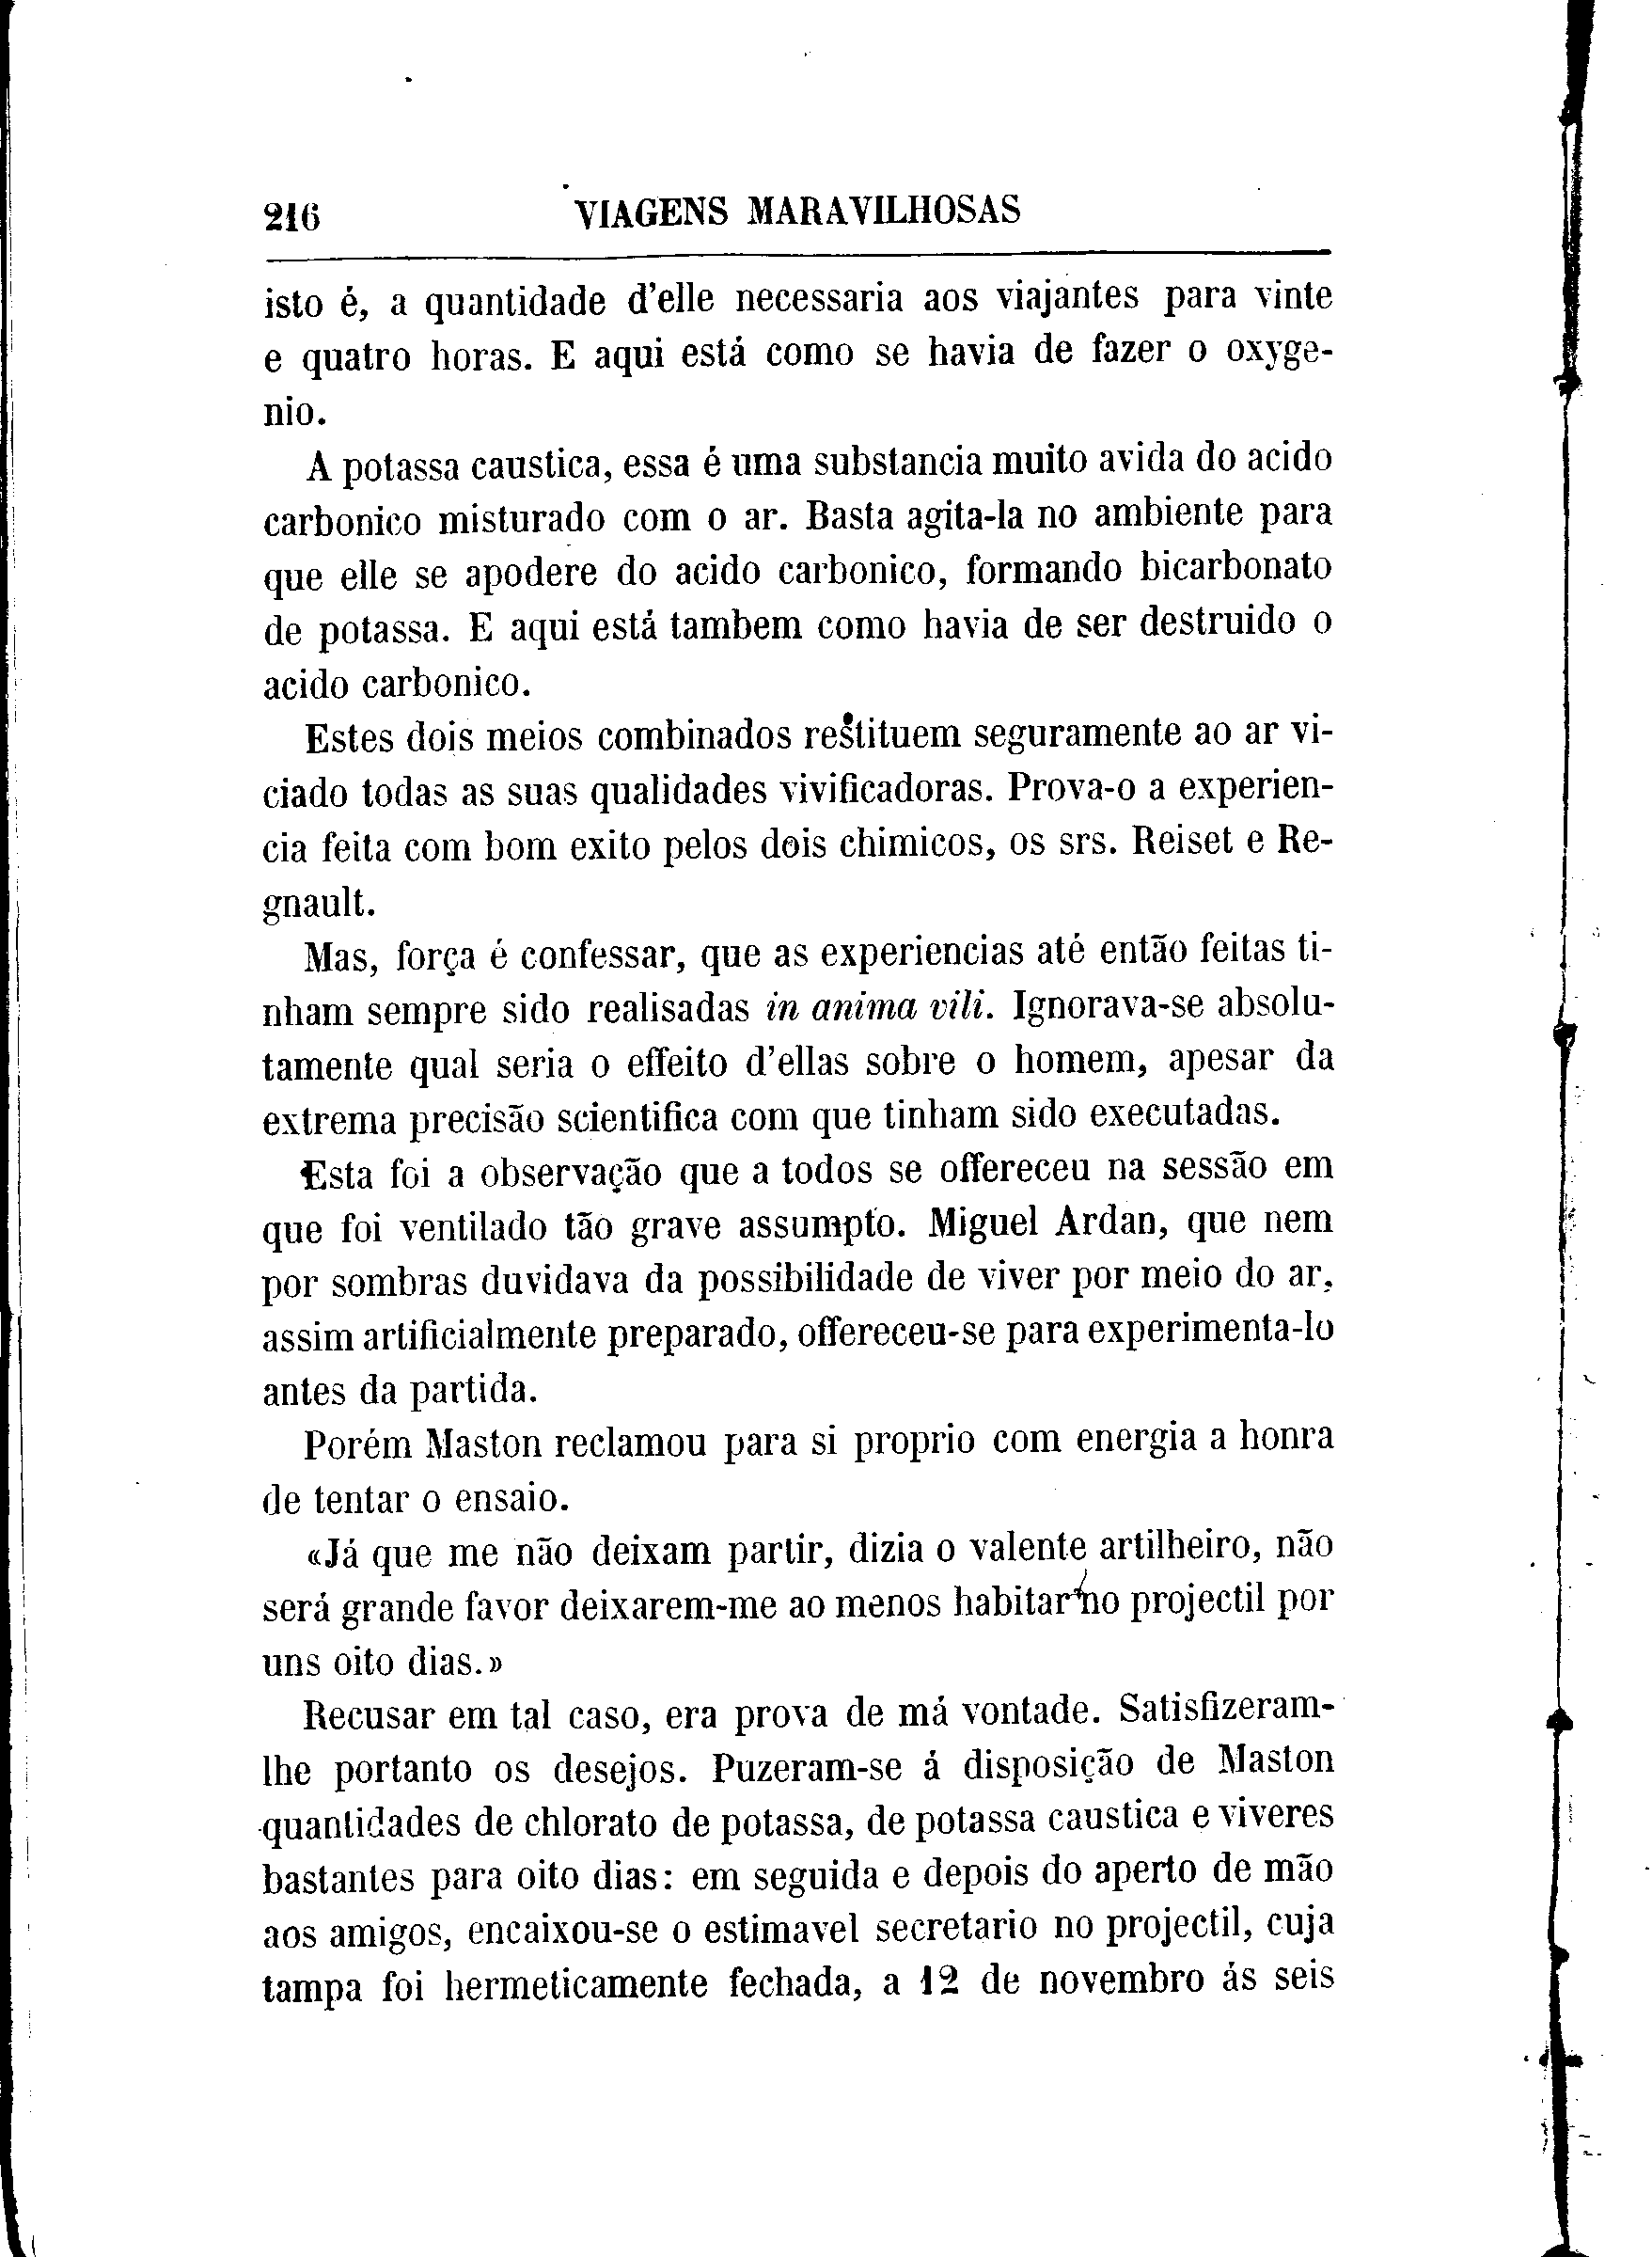 216 VIAGENS MARAVILHOSAS
isto é, a quantidade d'elle necessaria aos viajantes para vinte
e quatro horas. E aqui está como se havia de fazer o oxyge-
nio.
A potassa caustica, essa é uma substancia muito avida do acido
carbonico misturado com o ar. Basta agita-la no ambiente para
que elle se apodere do acido carbonico, formando bicarbonato
de potassa. E aqui está tambem como havia de ser destruido o
acido carbonico.
Estes dois meios combinados restituem seguramente ao ar vi-
ciado todas as suas qualidades vivificadoras. Prova-o a experien-
cia feita com bom exito pelos dois chimicos, os srs. Reiset e Re-
gnault.
Mas, força é confessar, que as experiencias até então feitas ti-
nham sempre sido realisadas in anima vili. Ignorava-se absolu-
tamente qual seria o effeito d'ellas sobre o homem, apesar da
extrema precisão scientifica com que tinham sido executadas.
Esta foi a observação que a todos se offereceu na sessão em
que foi ventilado tão grave assumpto. Miguel Ardan, que nem
por sombras duvidava da possibilidade de viver por meio do ar,
assim artificialmente preparado, offereceu-se para experimenta-lo
antes da partida.
Porém Maston reclamou para si proprio com energia a honra
de tentar o ensaio.
«Já que me não deixam partir, dizia o valente artilheiro, não
será grande favor deixarem-me ao menos habitar no projectil por
uns oito dias.»
Recusar em tal caso, era prova de má vontade. Satisfizeram-
lhe portanto os desejos. Puzeram-se á disposição de Maston
quantidades de chlorato de potassa, de potassa caustica e viveres
bastantes para oito dias: em seguida e depois do aperto de mão
aos amigos, encaixou-se o estimavel secretario no projectil, cuja
tampa foi hermeticamente fechada, a 12 de novembro ás seis